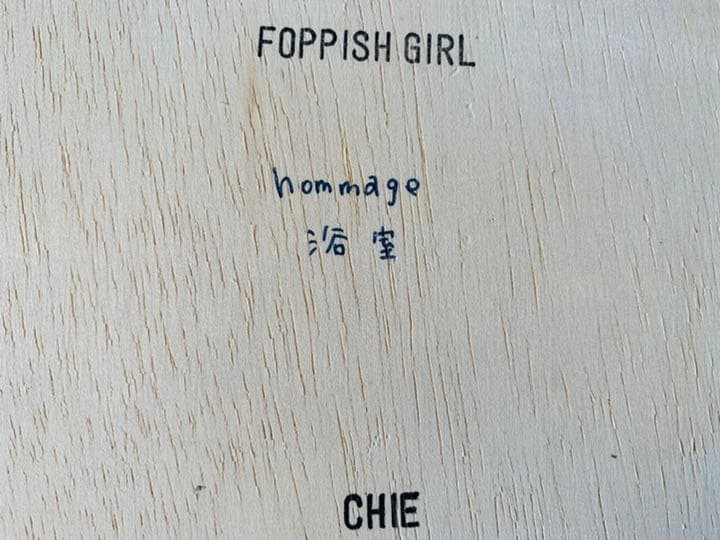 FOPPISH GIRL
hommage
浴室
CHIE